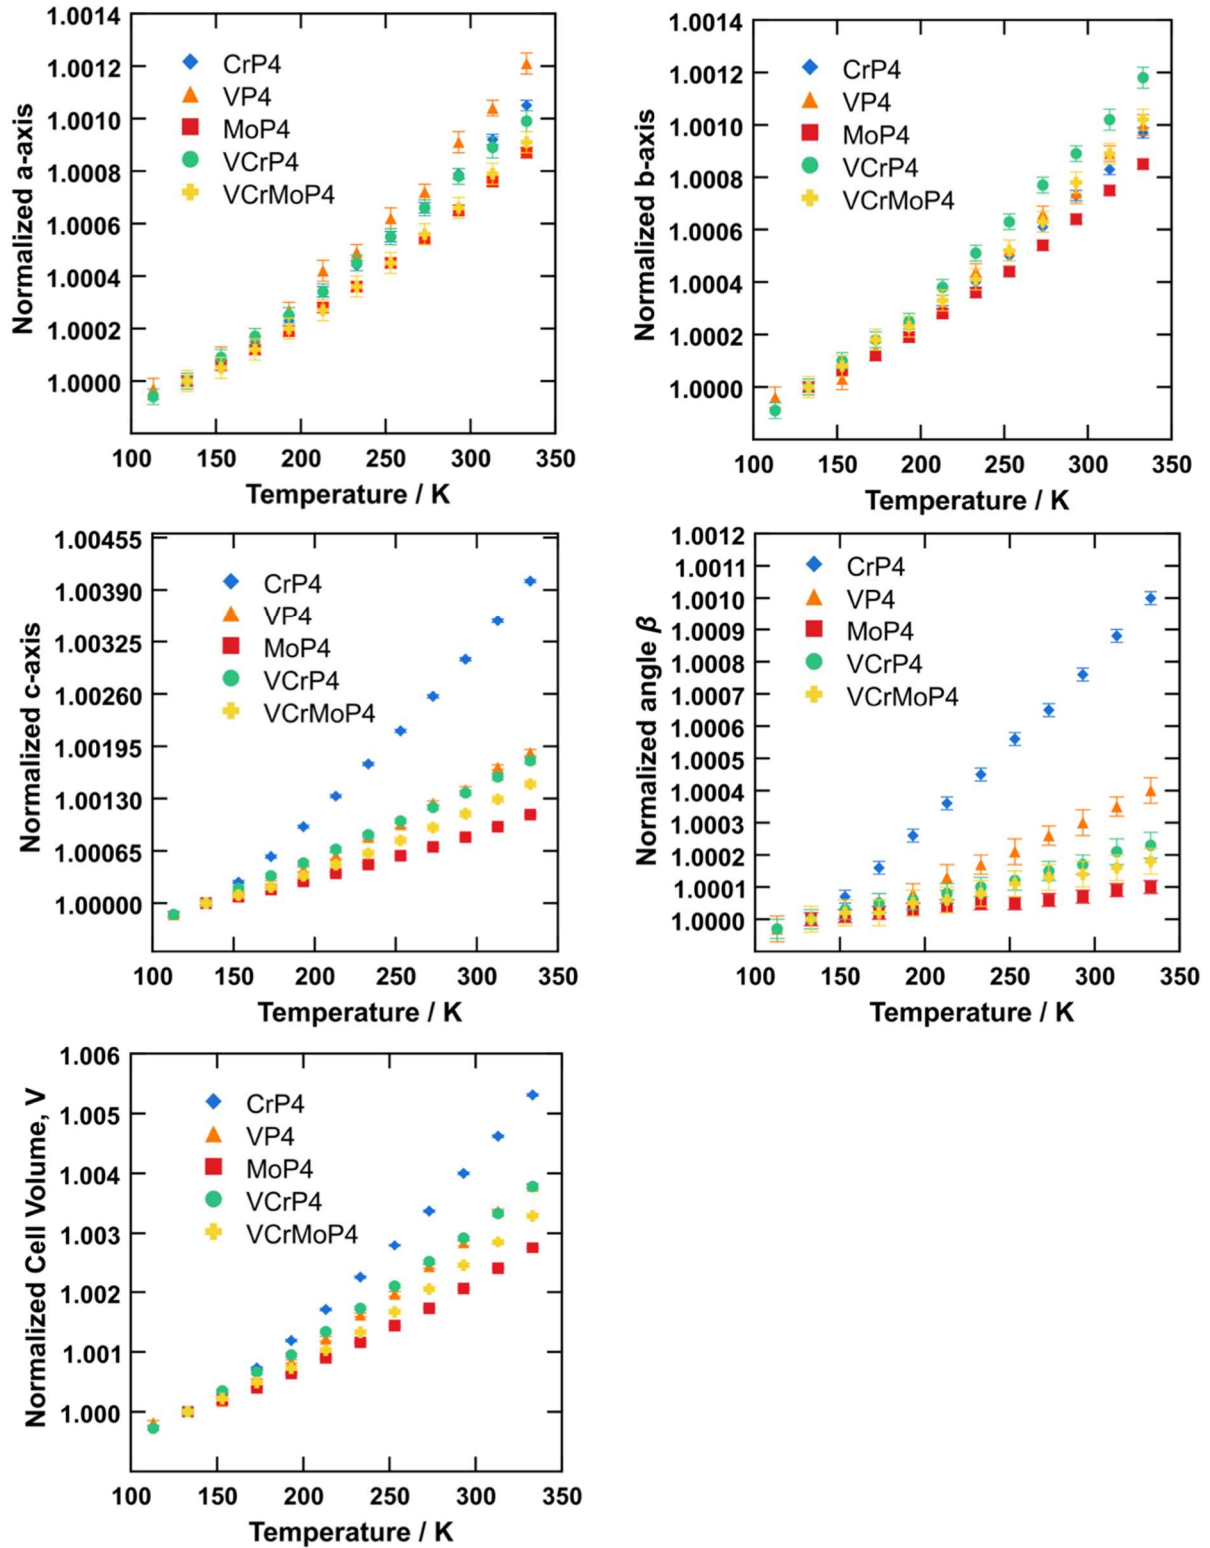 Normalized a-axis
1.0014
1.0012
1.0010
1.0008
1.0006
1.0004
1.0002
1.0000
CrP4
VP4
MoP4
VCrP4
VCrMoP4
100 150 200 250 300 350
Temperature / K
Normalized b-axis
1.0014
1.0012
1.0010
1.0008
1.0006
1.0004
1.0002
1.0000
CrP4
VP4
MoP4
VCrP4
VCrMoP4
100 150 200 250 300 350
Temperature / K
Normalized c-axis
1.00455
1.00390
1.00325
1.00260
1.00195
1.00130
1.00065
1.00000
CrP4
VP4
MoP4
VCrP4
VCrMoP4
100 150 200 250 300 350
Temperature / K
Normalized angle β
1.0012
1.0011
1.0010
1.0009
1.0008
1.0007
1.0006
1.0005
1.0004
1.0003
1.0002
1.0001
1.0000
CrP4
VP4
MoP4
VCrP4
VCrMoP4
100 150 200 250 300 350
Temperature / K
Normalized Cell Volume, V
1.006
1.005
1.004
1.003
1.002
1.001
1.000
CrP4
VP4
MoP4
VCrP4
VCrMoP4
100 150 200 250 300 350
Temperature / K